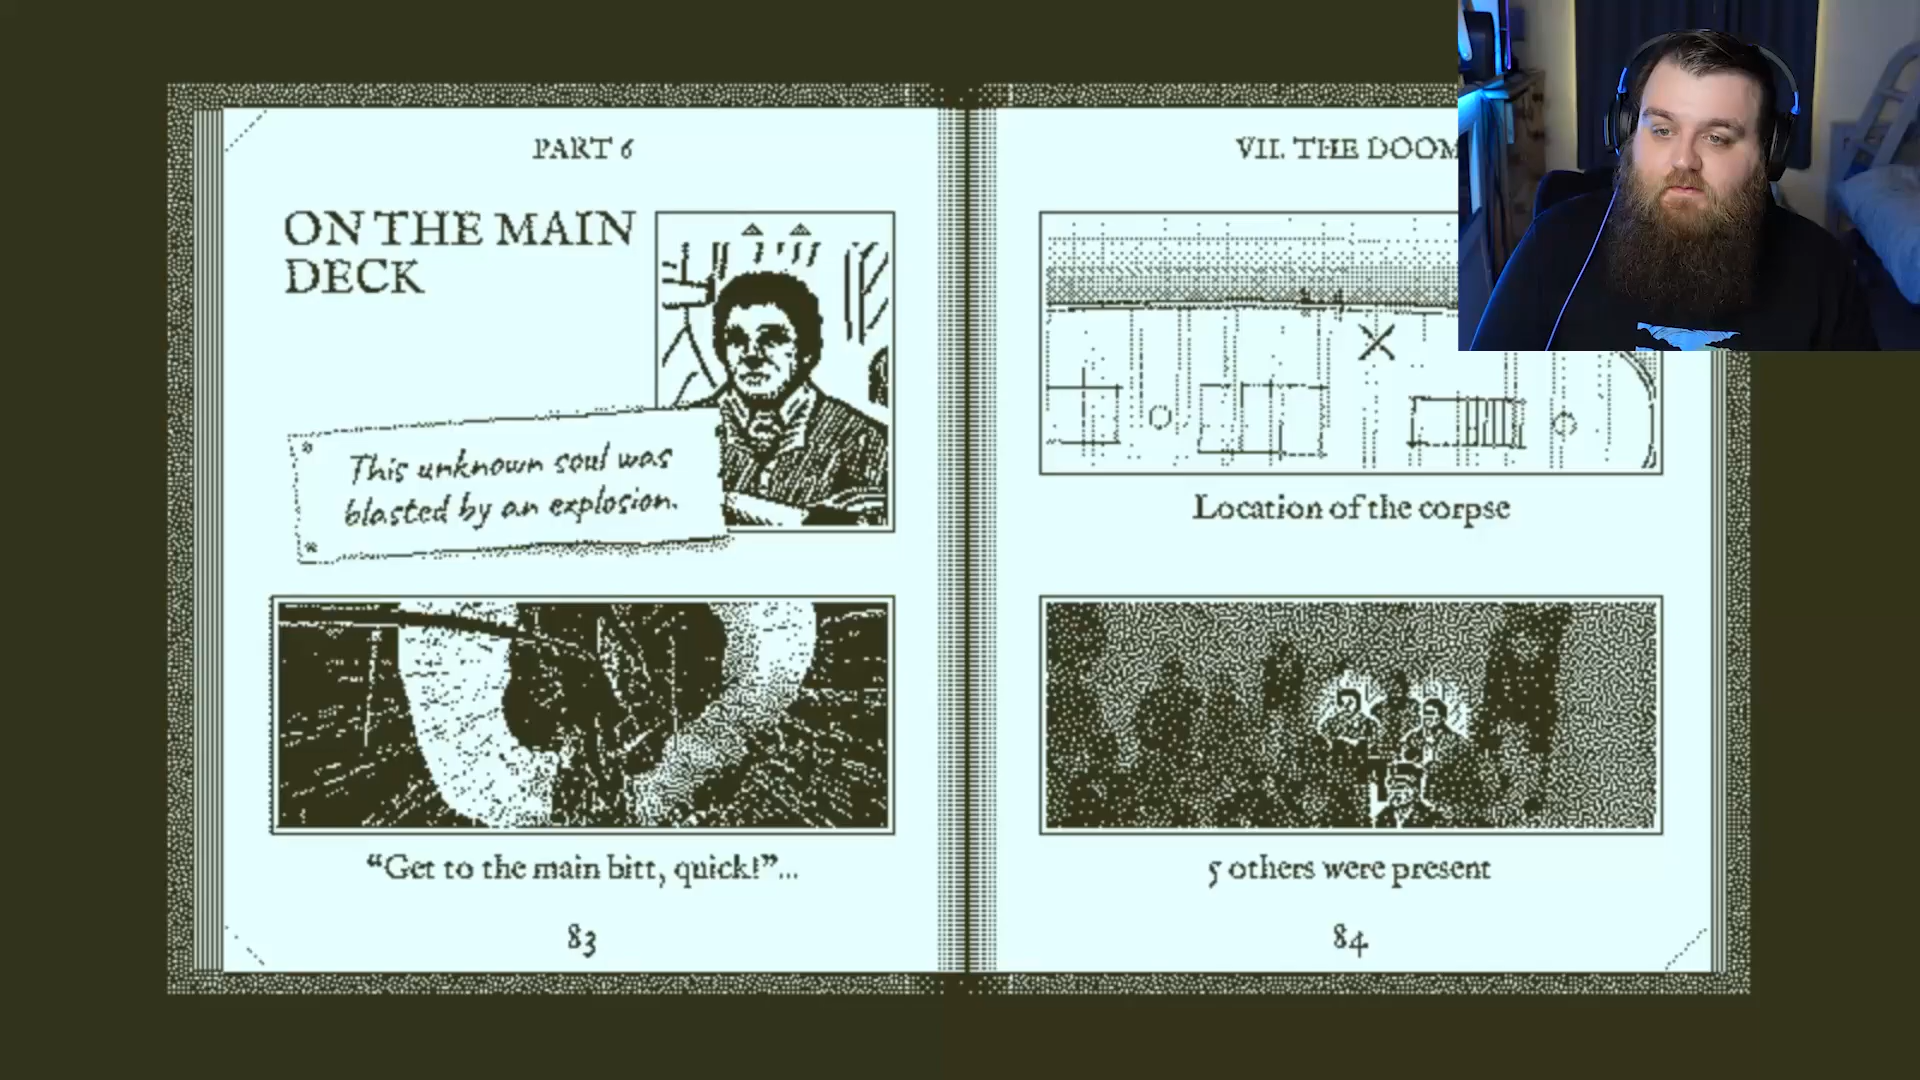 PART 6
ON THE MAIN
DECK
This unknown soul was
blasted by an explosion.
“Get to the main bitt, quick!”...
83
VII. THE DOOM
Location of the corpse
5 others were present
84